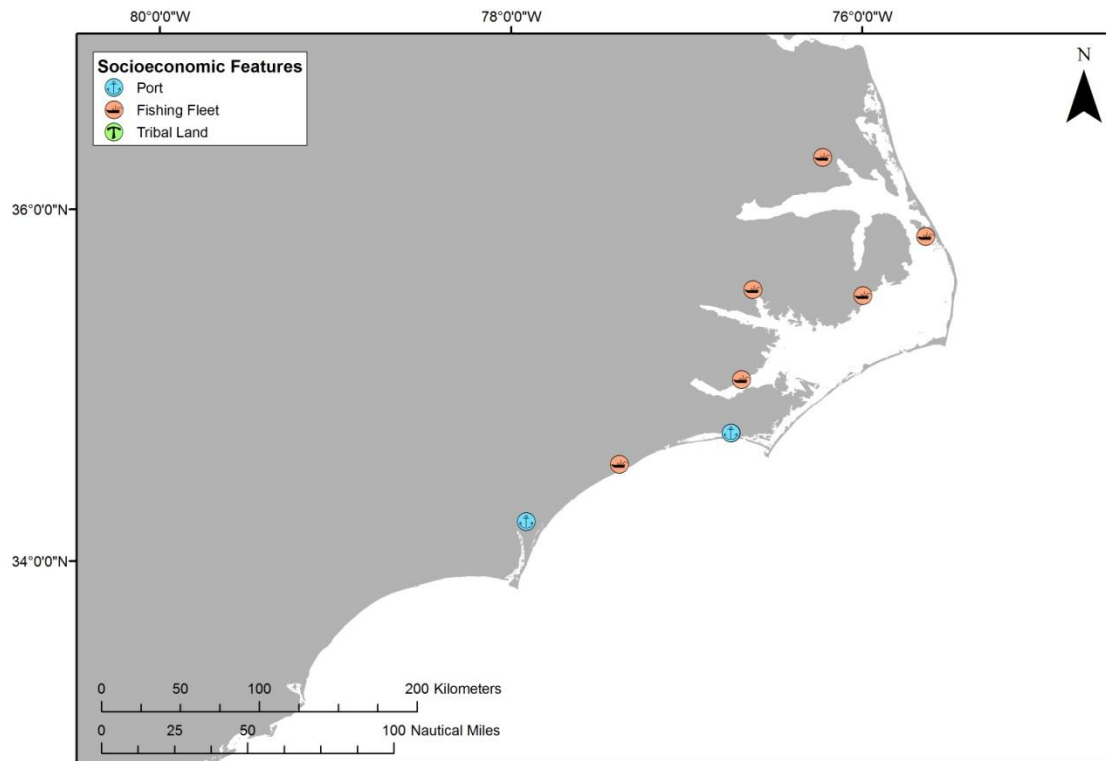 80°0'0"W 78°0'0"W 76°0'0"W
Socioeconomic Features
Port
Fishing Fleet
Tribal Land
N
36°0'0"N
34°0'0"N
0 50 100 200 Kilometers
0 25 50 100 Nautical Miles